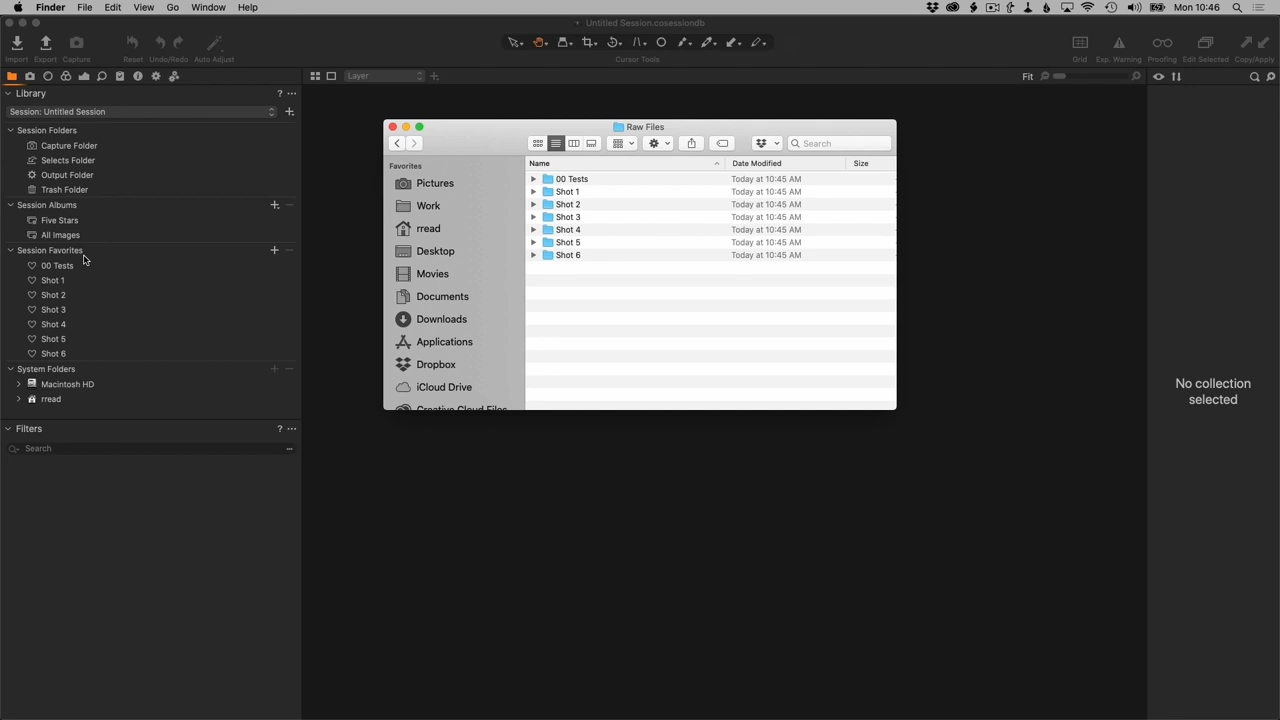 Finder File Edit View Go Window Help Mon 10:46
Untitled Session.cosessiondb
Import Export Capture Reset Undo/Redo Auto Adjust Cursor Tools Grid Exp. Warning Proofing Edit Selected Copy/Apply
Layer Fit
Library ?
Session: Untitled Session
Session Folders
Capture Folder
Selects Folder
Output Folder
Trash Folder
Session Albums
Five Stars
All Images
Session Favorites
00 Tests
Shot 1
Shot 2
Shot 3
Shot 4
Shot 5
Shot 6
System Folders
Macintosh HD
rread
Filters ?
Search
Raw Files
Search
Favorites
Pictures
Work
rread
Desktop
Movies
Documents
Downloads
Applications
Dropbox
iCloud Drive
Creative Cloud Files
Name Date Modified Size
00 Tests Today at 10:45 AM
Shot 1 Today at 10:45 AM
Shot 2 Today at 10:45 AM
Shot 3 Today at 10:45 AM
Shot 4 Today at 10:45 AM
Shot 5 Today at 10:45 AM
Shot 6 Today at 10:45 AM
No collection
selected